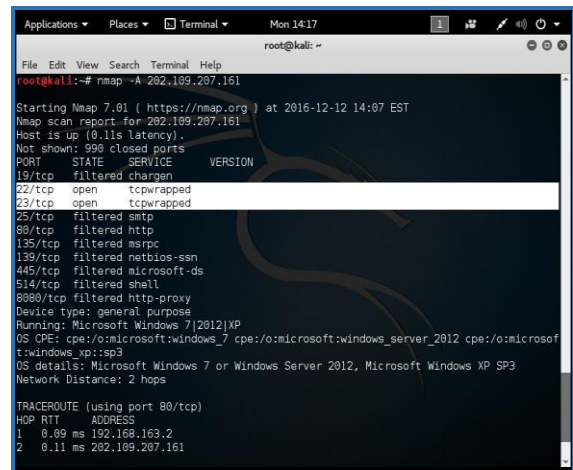 Applications Places Terminal Mon 14:17 1
root@kali: ~
File Edit View Search Terminal Help
root@kali:~# nmap -A 202.109.207.161
Starting Nmap 7.01 ( https://nmap.org ) at 2016-12-12 14:07 EST
Nmap scan report for 202.109.207.161
Host is up (0.11s latency).
Not shown: 990 closed ports
PORT STATE SERVICE VERSION
19/tcp filtered chargen
22/tcp open tcpwrapped
23/tcp open tcpwrapped
25/tcp filtered smtp
80/tcp filtered http
135/tcp filtered msrpc
139/tcp filtered netbios-ssn
445/tcp filtered microsoft-ds
514/tcp filtered shell
8080/tcp filtered http-proxy
Device type: general purpose
Running: Microsoft Windows 7|2012|XP
OS CPE: cpe:/o:microsoft:windows_7 cpe:/o:microsoft:windows_server_2012 cpe:/o:microsof
t:windows_xp::sp3
OS details: Microsoft Windows 7 or Windows Server 2012, Microsoft Windows XP SP3
Network Distance: 2 hops
TRACEROUTE (using port 80/tcp)
HOP RTT ADDRESS
1 0.09 ms 192.168.163.2
2 0.11 ms 202.109.207.161